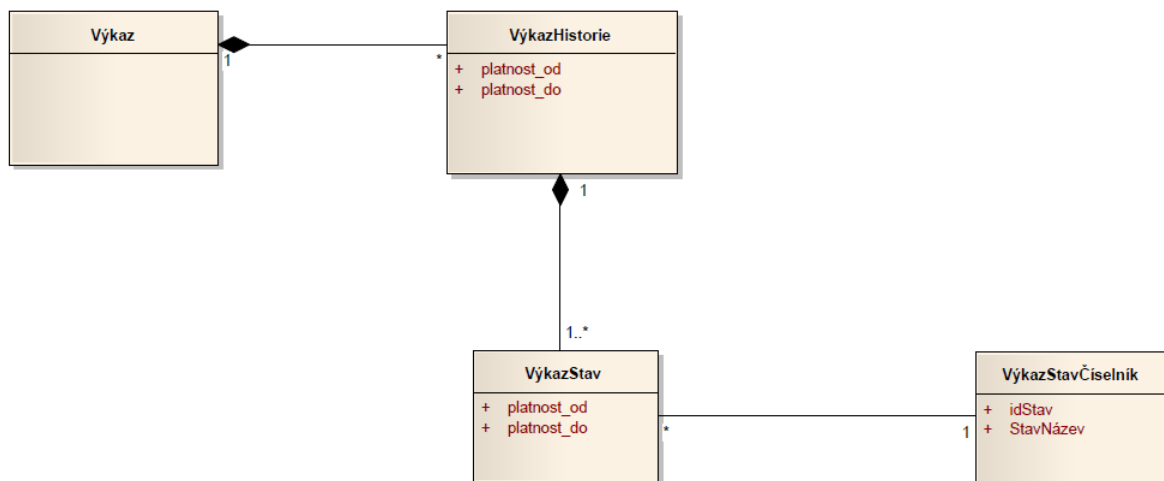 Výkaz
VýkazHistorie
1
*
+ platnost_od
+ platnost_do
1
1..*
VýkazStav
+ platnost_od
+ platnost_do
*
1
VýkazStavČíselník
+ idStav
+ StavNázev